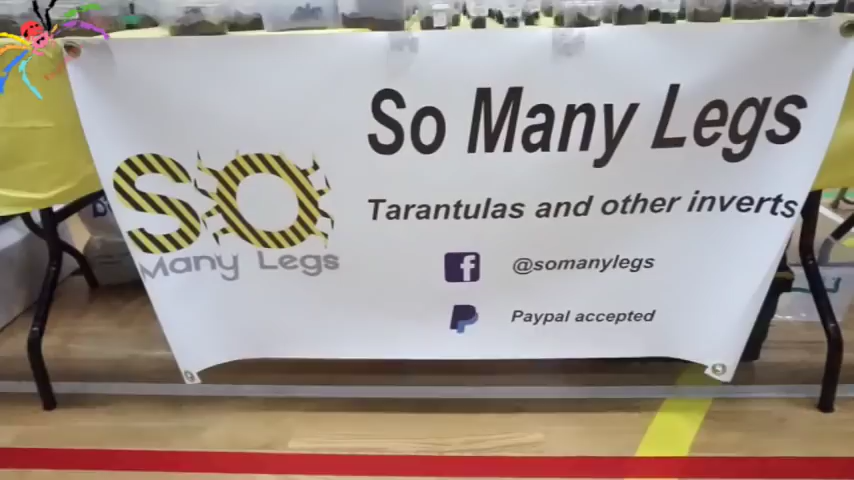 So Many Legs
Tarantulas and other inverts
SO
Many Legs
f
@somanylegs
P
Paypal accepted